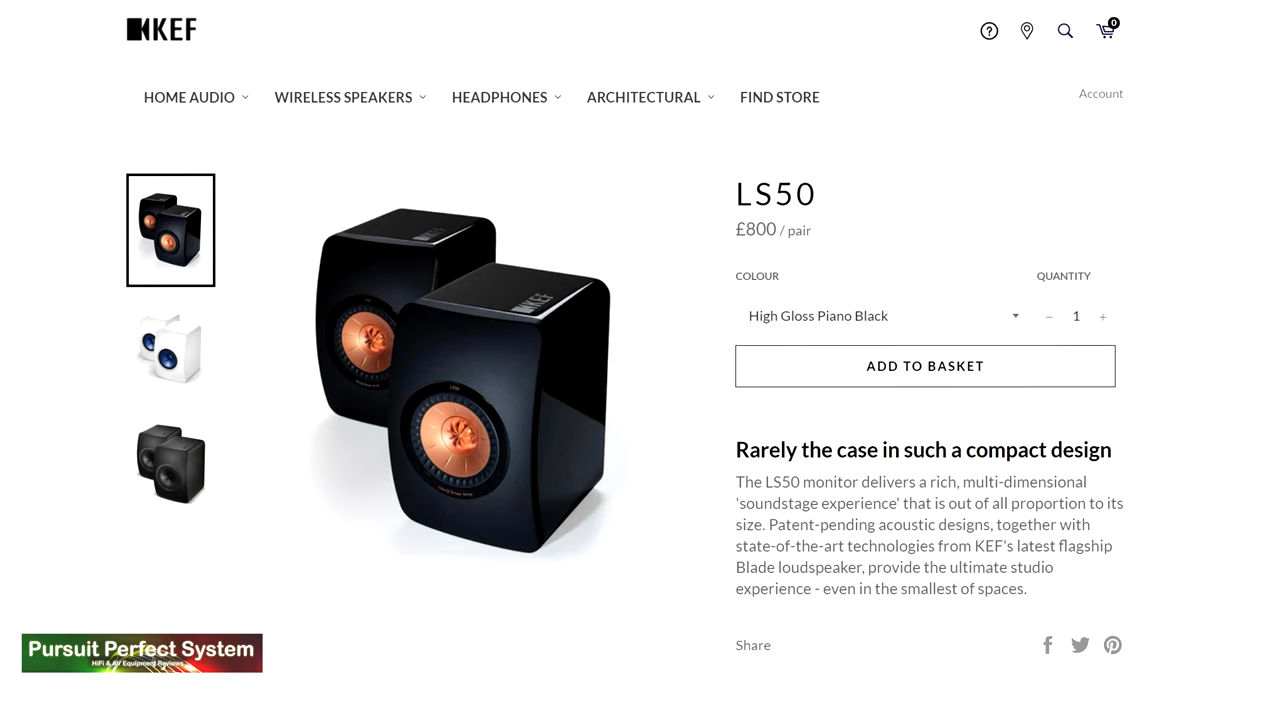 KEF
0
HOME AUDIO
WIRELESS SPEAKERS
HEADPHONES
ARCHITECTURAL
FIND STORE
Account
LS50
£800 / pair
COLOUR
QUANTITY
High Gloss Piano Black
− 1 +
ADD TO BASKET
KEF
KEF
LS50
Rarely the case in such a compact design
The LS50 monitor delivers a rich, multi-dimensional
'soundstage experience' that is out of all proportion to its
size. Patent-pending acoustic designs, together with
state-of-the-art technologies from KEF's latest flagship
Blade loudspeaker, provide the ultimate studio
experience - even in the smallest of spaces.
Share
Pursuit Perfect System
HiFi & AV Equipment Reviews